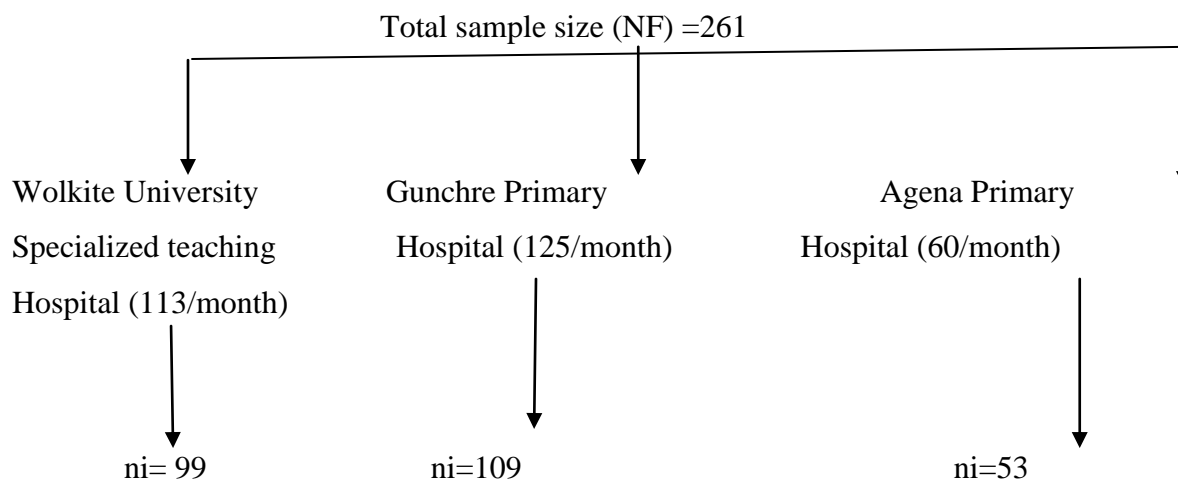 Total sample size (NF) =261
Wolkite University
Specialized teaching
Hospital (113/month)
Gunchre Primary
Hospital (125/month)
Agena Primary
Hospital (60/month)
ni= 99
ni=109
ni=53